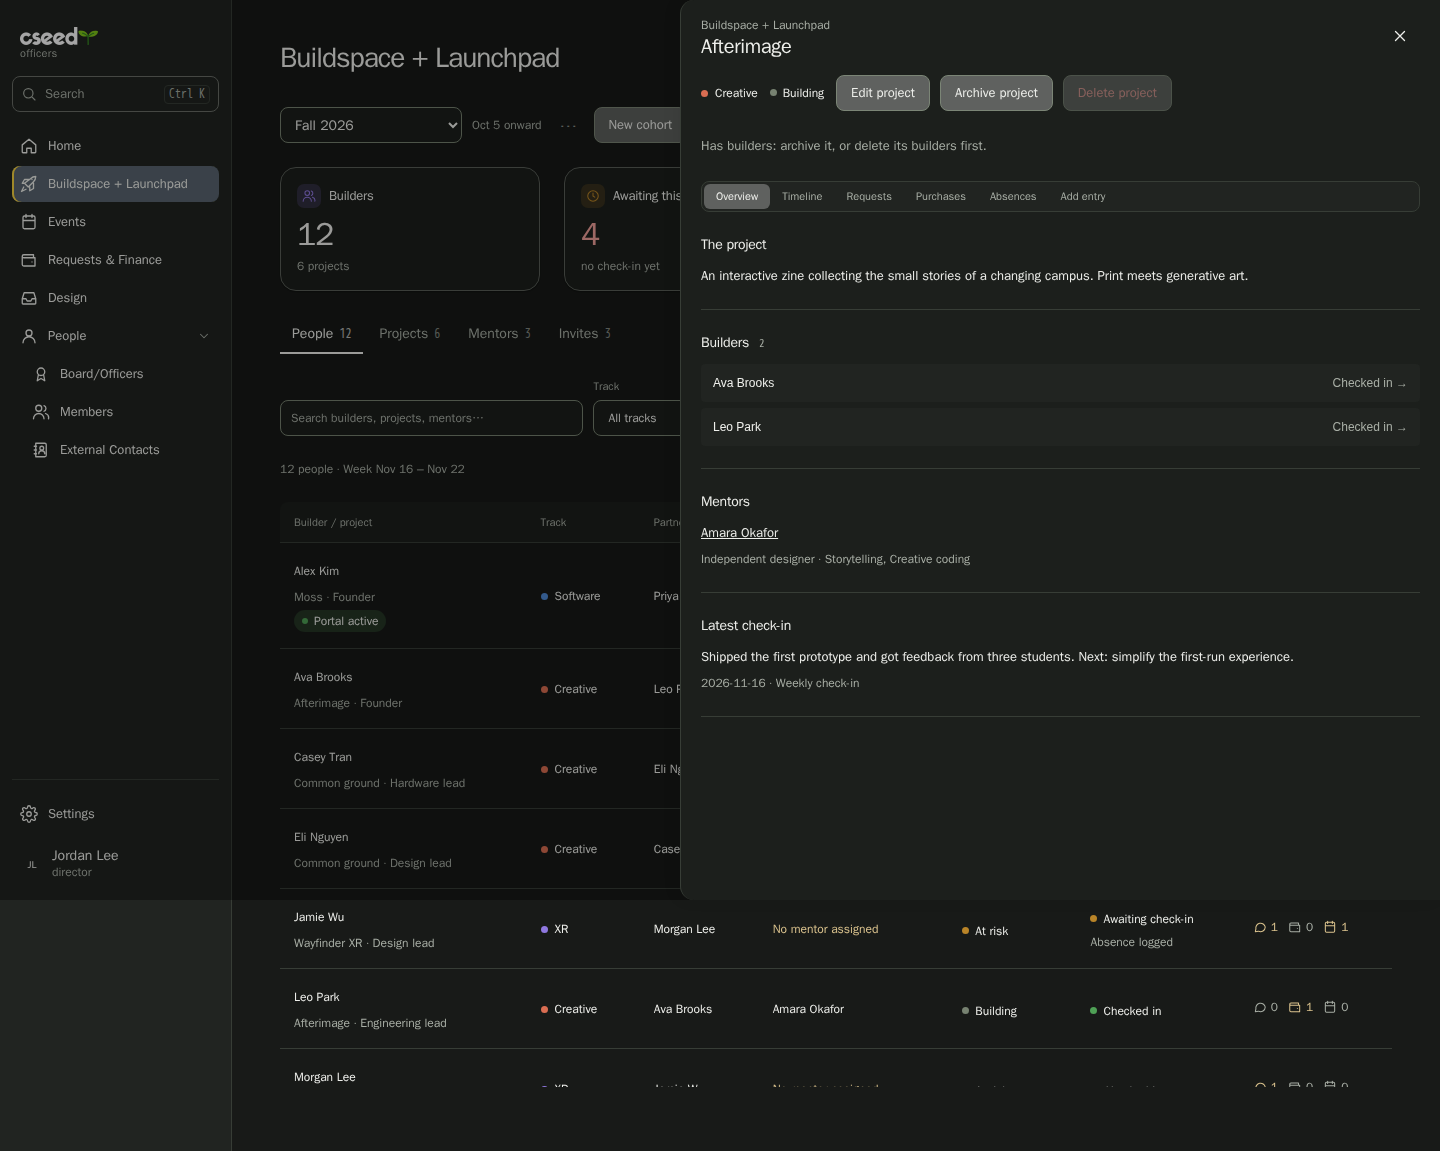 cseed
officers
Search Ctrl K
Home
Buildspace + Launchpad
Events
Requests & Finance
Design
People
Board/Officers
Members
External Contacts
Settings
JL Jordan Lee
director
Buildspace + Launchpad
Fall 2026 Oct 5 onward ··· New cohort
Builders
12
6 projects
Awaiting this
4
no check-in yet
People 12 Projects 6 Mentors 3 Invites 3
Track
Search builders, projects, mentors··· All tracks
12 people · Week Nov 16 – Nov 22
Builder / project Track
Alex Kim
Moss · Founder
Portal active
Software Priya
Ava Brooks
Afterimage · Founder
Creative Leo
Casey Tran
Common ground · Hardware lead
Creative Eli
Eli Nguyen
Common ground · Design lead
Creative Case
Jamie Wu
Wayfinder XR · Design lead
XR Morgan Lee No mentor assigned At risk Awaiting check-in
Absence logged
1 0 1
Leo Park
Afterimage · Engineering lead
Creative Ava Brooks Amara Okafor Building Checked in 0 1 0
Morgan Lee
Buildspace + Launchpad
Afterimage
Creative Building Edit project Archive project Delete project
Has builders: archive it, or delete its builders first.
Overview Timeline Requests Purchases Absences Add entry
The project
An interactive zine collecting the small stories of a changing campus. Print meets generative art.
Builders 2
Ava Brooks Checked in →
Leo Park Checked in →
Mentors
Amara Okafor
Independent designer · Storytelling, Creative coding
Latest check-in
Shipped the first prototype and got feedback from three students. Next: simplify the first-run experience.
2026-11-16 · Weekly check-in